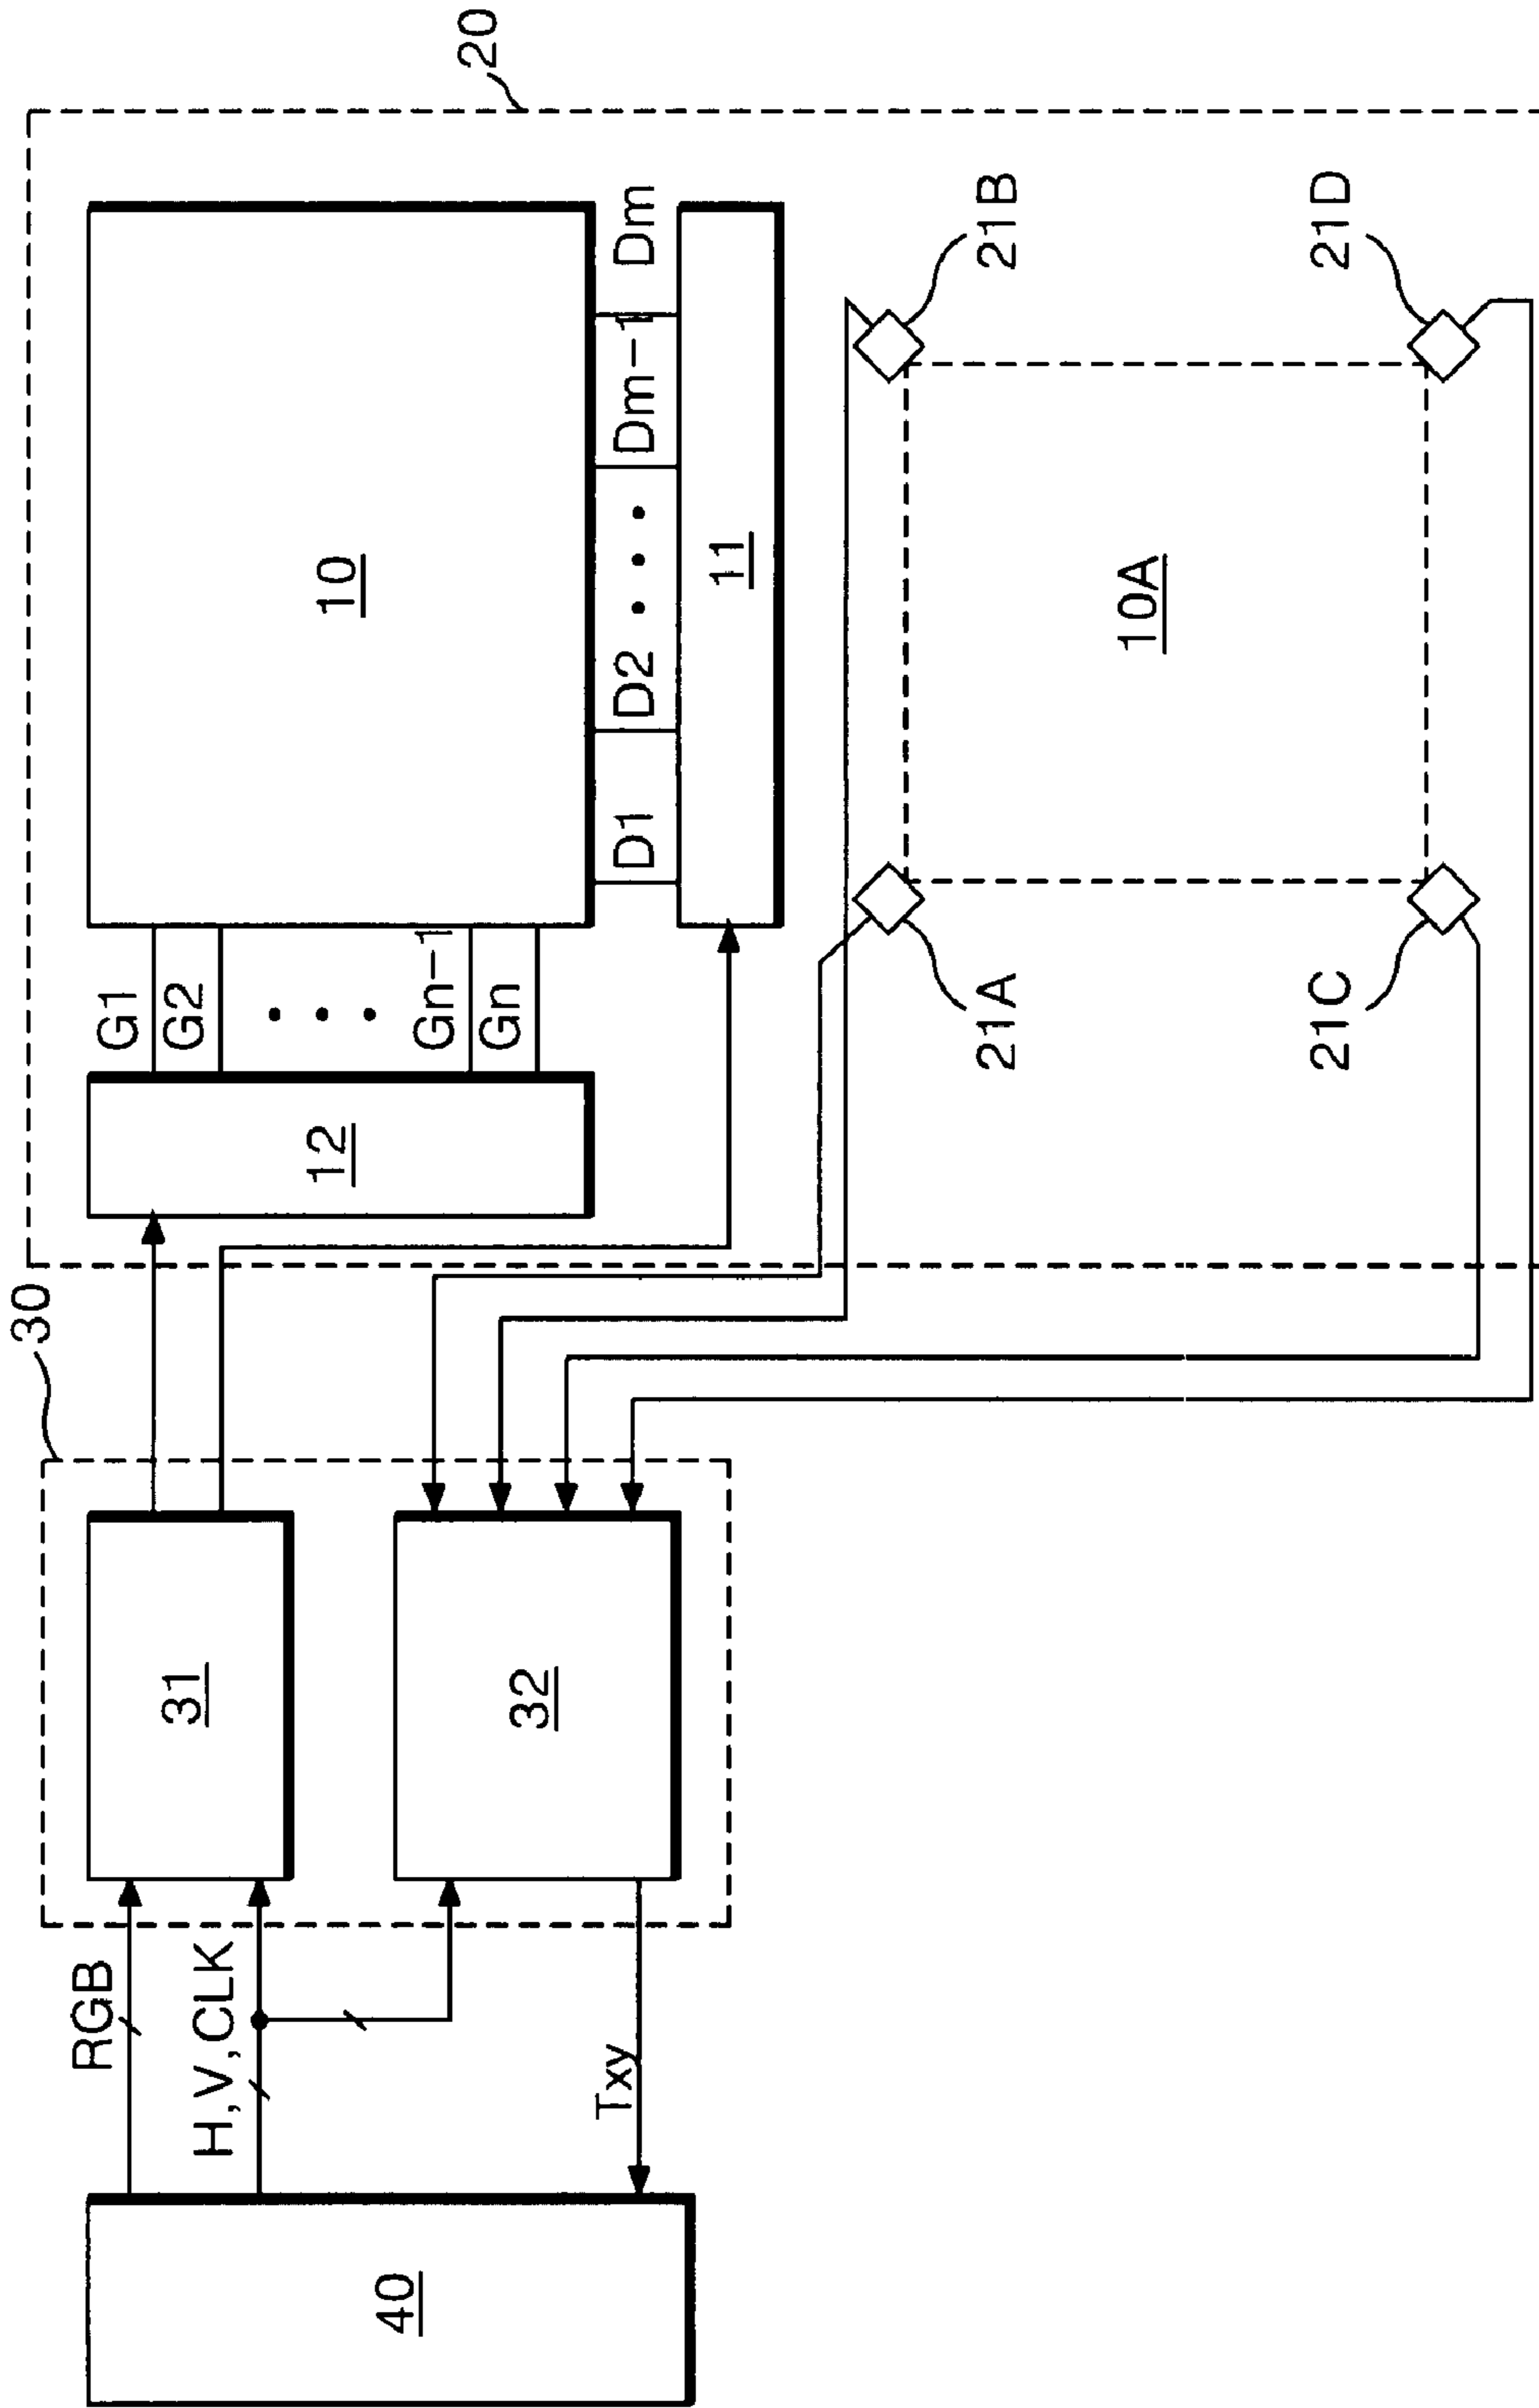 20
30
RGB
H,V,CLK
Txy
40
31
32
12
G1
G2
Gn-1
Gn
10
D1
D2
Dm-1
Dm
11
21A
21B
10A
21C
21D